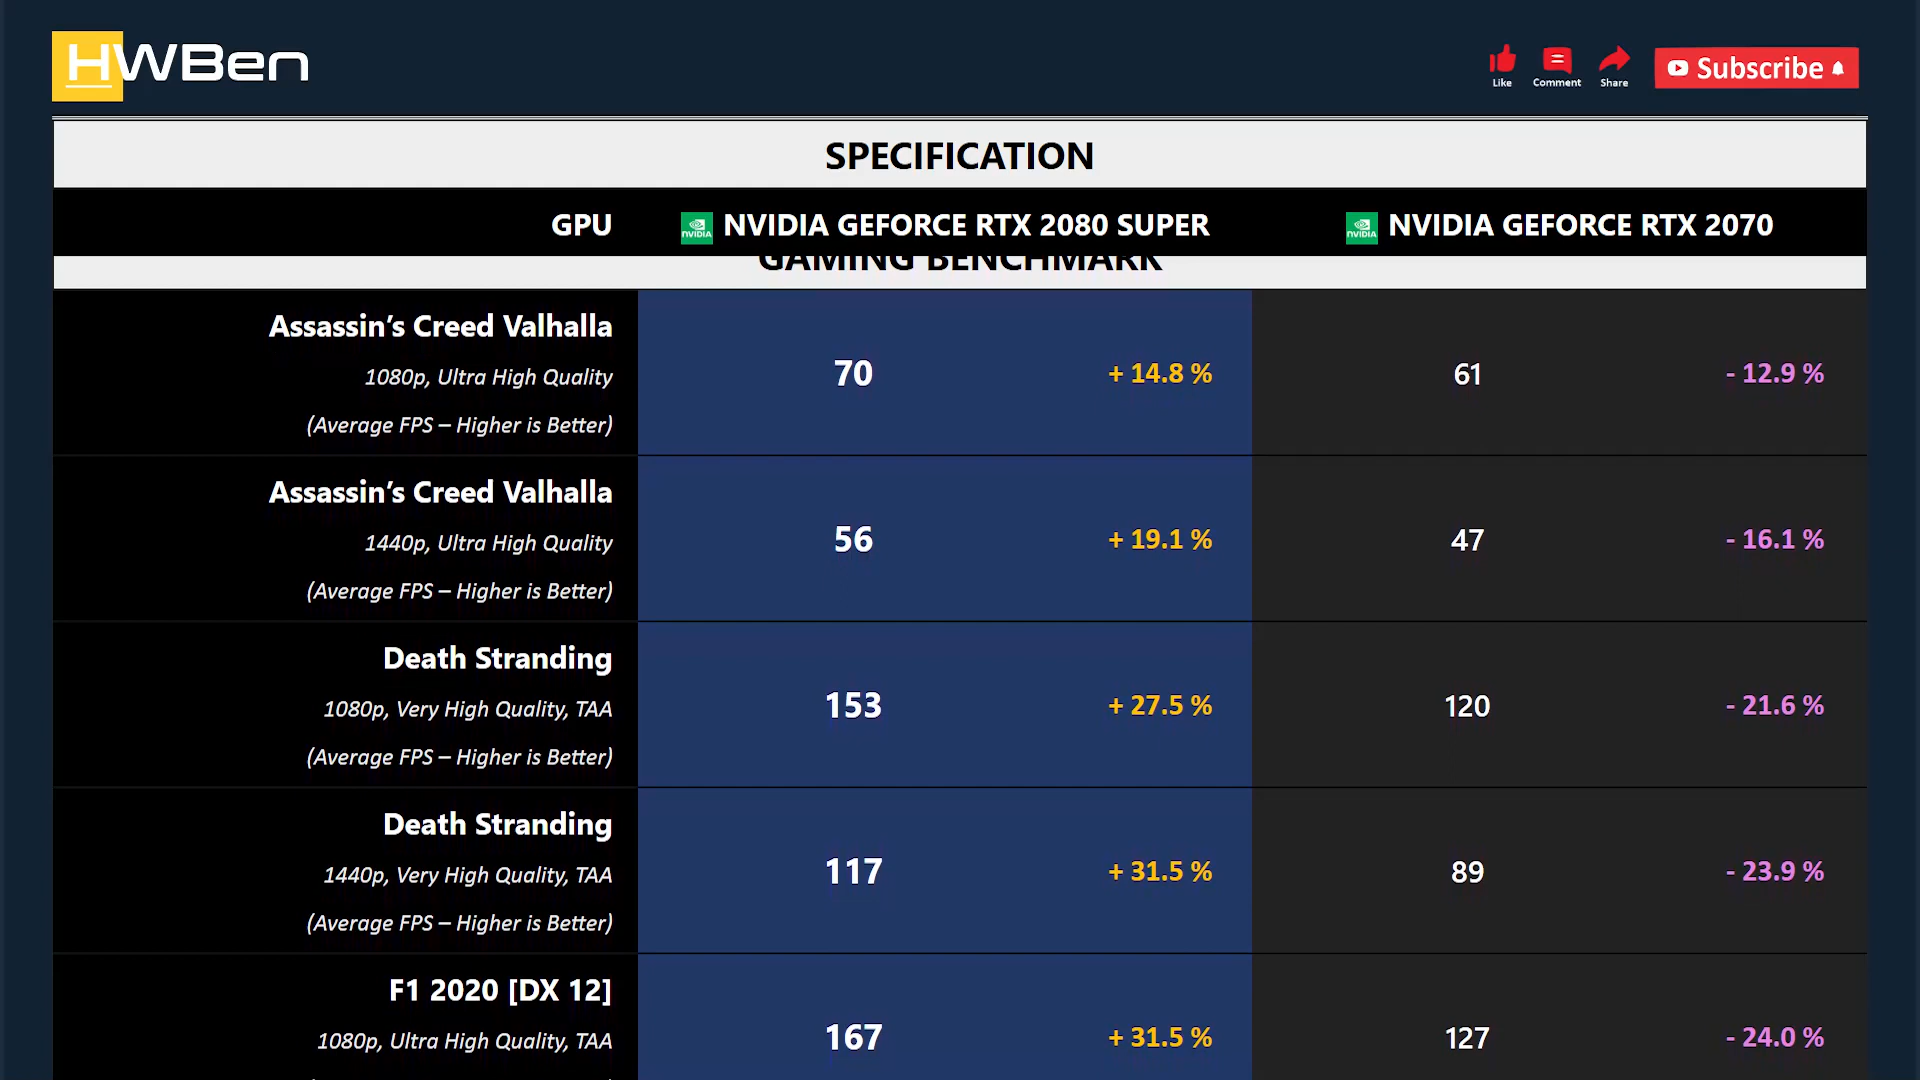 HWBen
Like
Comment
Share
Subscribe
SPECIFICATION
GPU
NVIDIA
NVIDIA GEFORCE RTX 2080 SUPER
NVIDIA
NVIDIA GEFORCE RTX 2070
GAMING BENCHMARK
Assassin’s Creed Valhalla
1080p, Ultra High Quality
(Average FPS – Higher is Better)
70
+ 14.8 %
61
- 12.9 %
Assassin’s Creed Valhalla
1440p, Ultra High Quality
(Average FPS – Higher is Better)
56
+ 19.1 %
47
- 16.1 %
Death Stranding
1080p, Very High Quality, TAA
(Average FPS – Higher is Better)
153
+ 27.5 %
120
- 21.6 %
Death Stranding
1440p, Very High Quality, TAA
(Average FPS – Higher is Better)
117
+ 31.5 %
89
- 23.9 %
F1 2020 [DX 12]
1080p, Ultra High Quality, TAA
167
+ 31.5 %
127
- 24.0 %